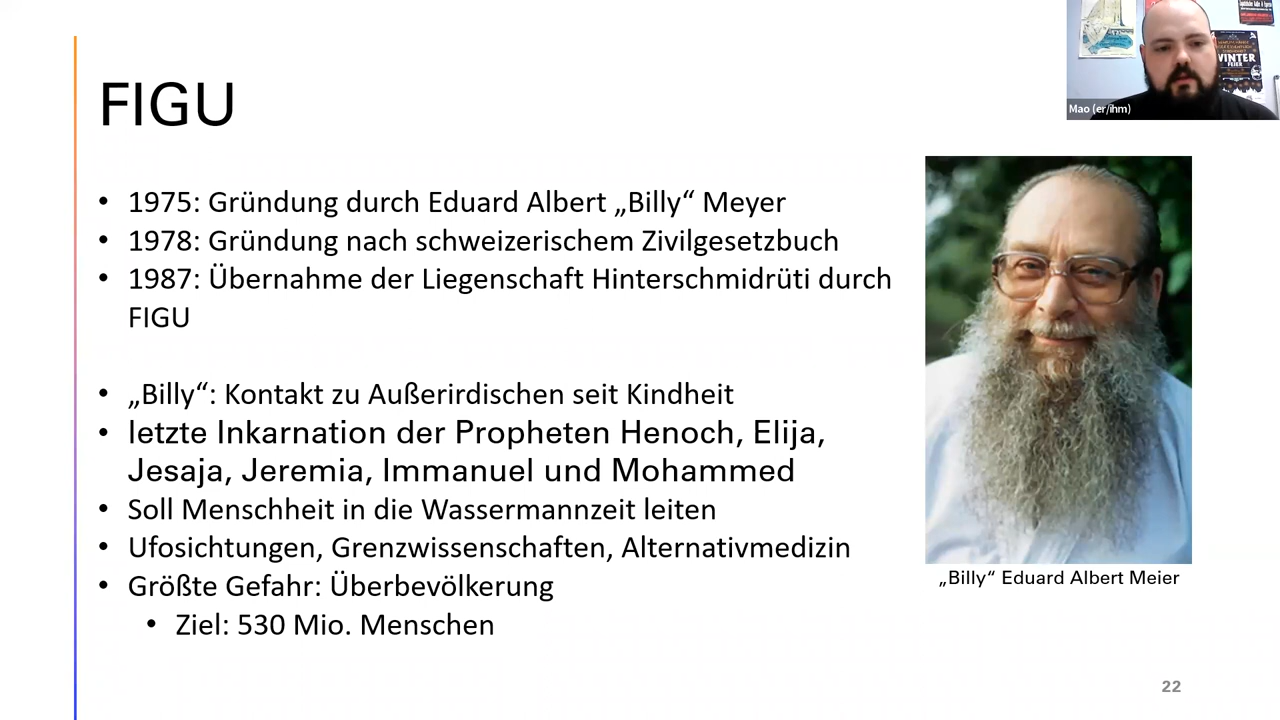 FIGU
• 1975: Gründung durch Eduard Albert „Billy“ Meyer
• 1978: Gründung nach schweizerischem Zivilgesetzbuch
• 1987: Übernahme der Liegenschaft Hinterschmidrüti durch
FIGU
• „Billy“: Kontakt zu Außerirdischen seit Kindheit
• letzte Inkarnation der Propheten Henoch, Elija,
Jesaja, Jeremia, Immanuel und Mohammed
• Soll Menschheit in die Wassermannzeit leiten
• Ufosichtungen, Grenzwissenschaften, Alternativmedizin
• Größte Gefahr: Überbevölkerung
• Ziel: 530 Mio. Menschen
WINTER
FEIER
Mao (er/ihm)
„Billy“ Eduard Albert Meier
22